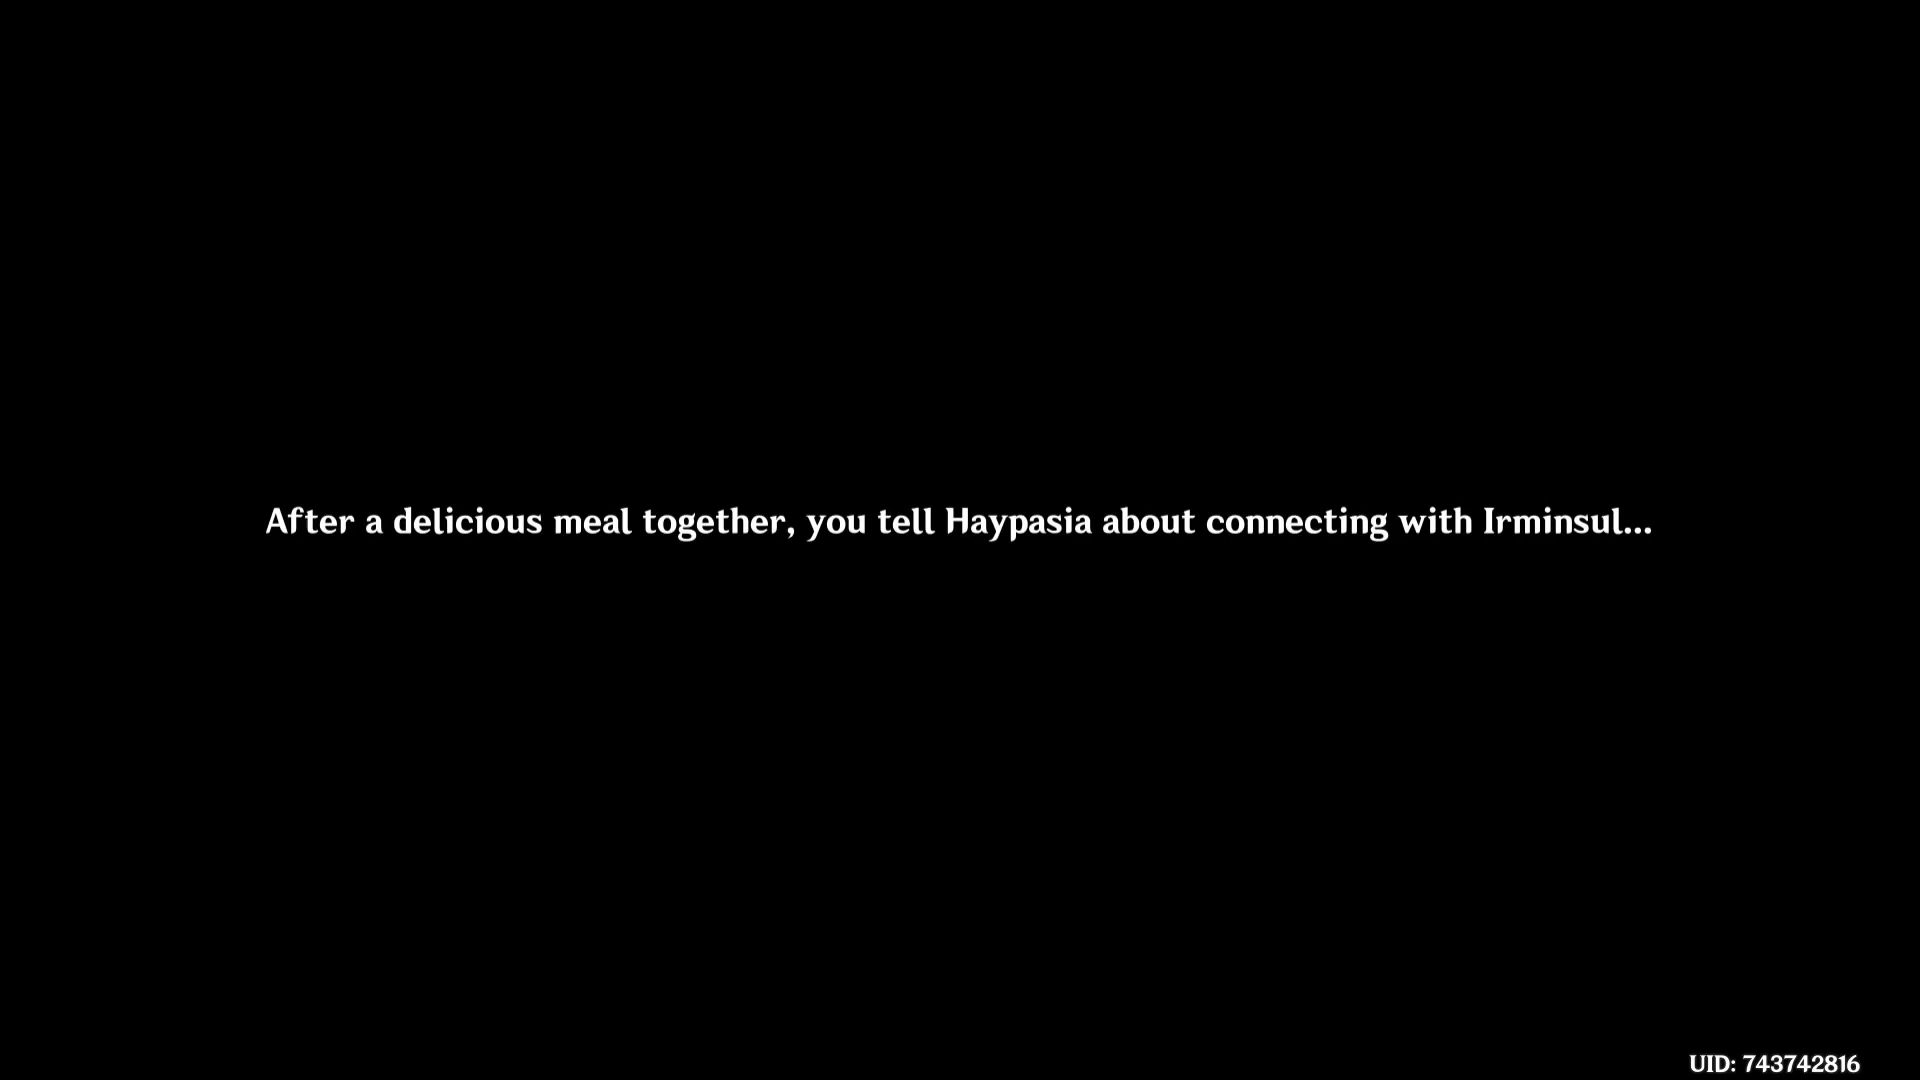 After a delicious meal together, you tell Haypasia about connecting with Irminsul...
UID: 743742816